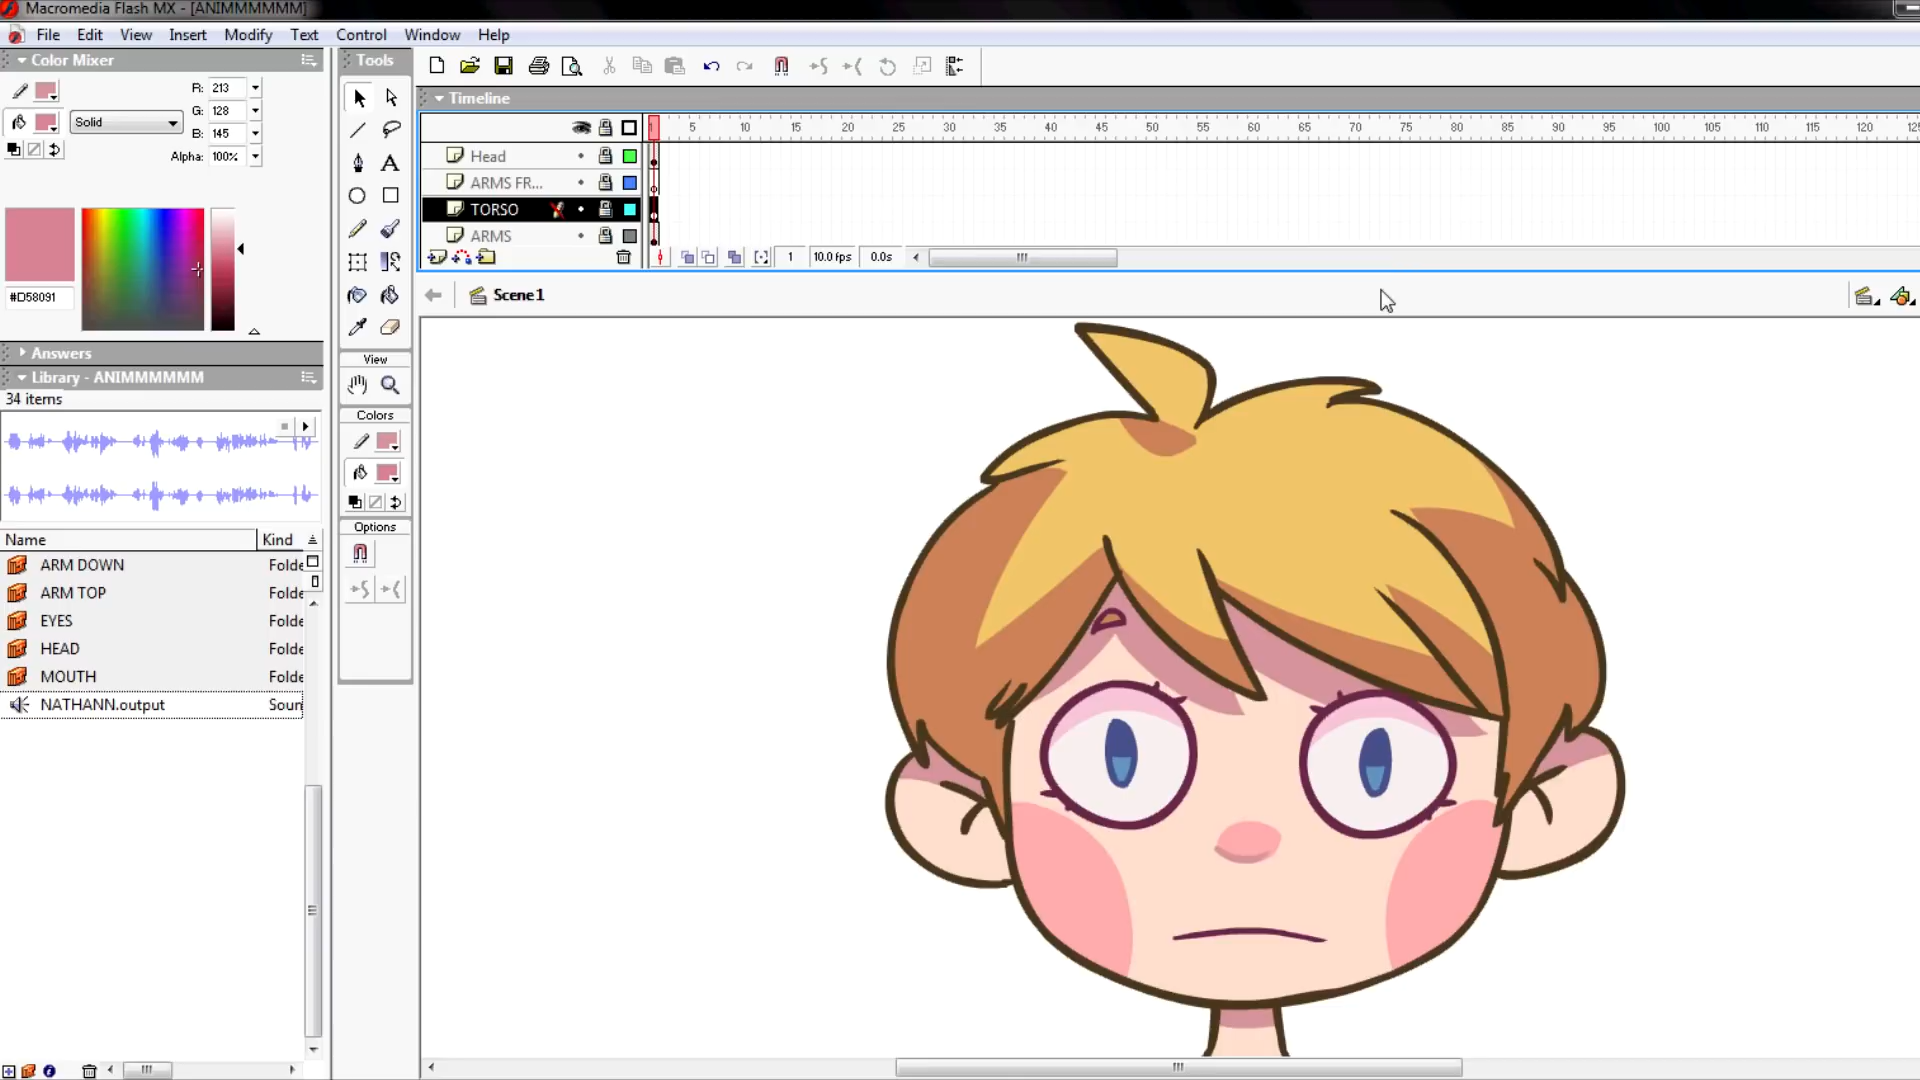 Macromedia Flash MX - [ANIMMMMMM]
File Edit View Insert Modify Text Control Window Help
Color Mixer
R: 213
G: 128
B: 145
Solid
Alpha: 100%
#D58091
Answers
Library - ANIMMMMMM
34 items
Name Kind
ARM DOWN Folde
ARM TOP Folde
EYES Folde
HEAD Folde
MOUTH Folde
NATHANN.output Soun
Tools
View
Colors
Options
Timeline
1 5 10 15 20 25 30 35 40 45 50 55 60 65 70 75 80 85 90 95 100 105 110 115 120 125
Head
ARMS FR...
TORSO
ARMS
1 10.0 fps 0.0s
Scene 1